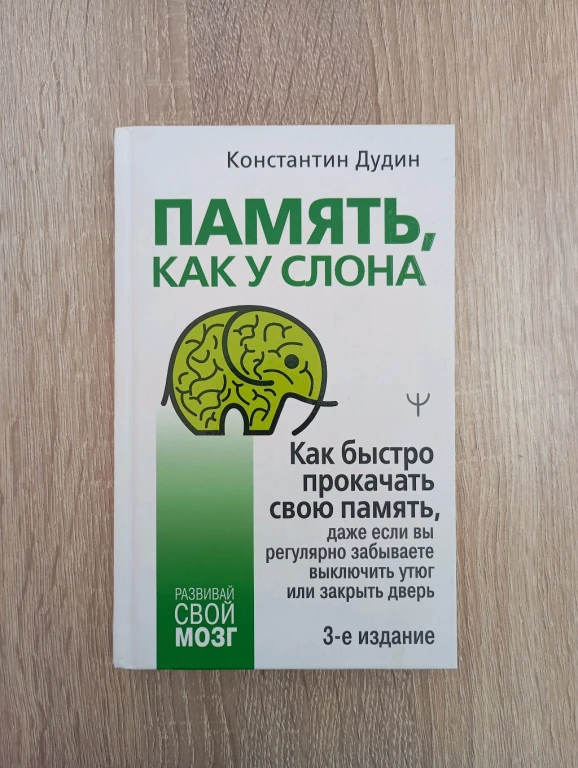 Константин Дудин
ПАМЯТЬ,
КАК У СЛОНА
Ψ
Как быстро
прокачать
свою память,
даже если вы
регулярно забываете
выключить утюг
или закрыть дверь
РАЗВИВАЙ
СВОЙ
МОЗГ
3-е издание